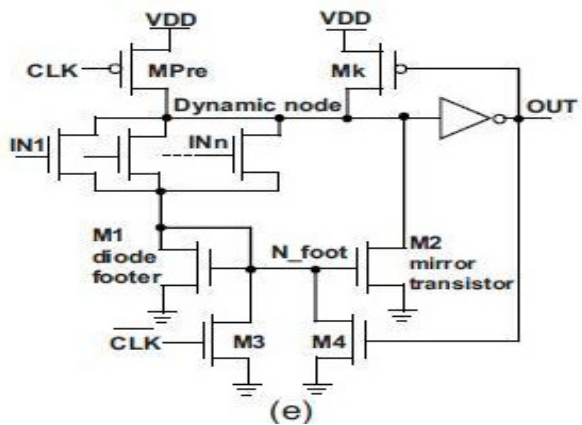 VDD VDD
CLK MPre Mk
Dynamic node OUT
IN1 INn
M1 N_foot M2
diode mirror
footer transistor
CLK M3 M4
(e)